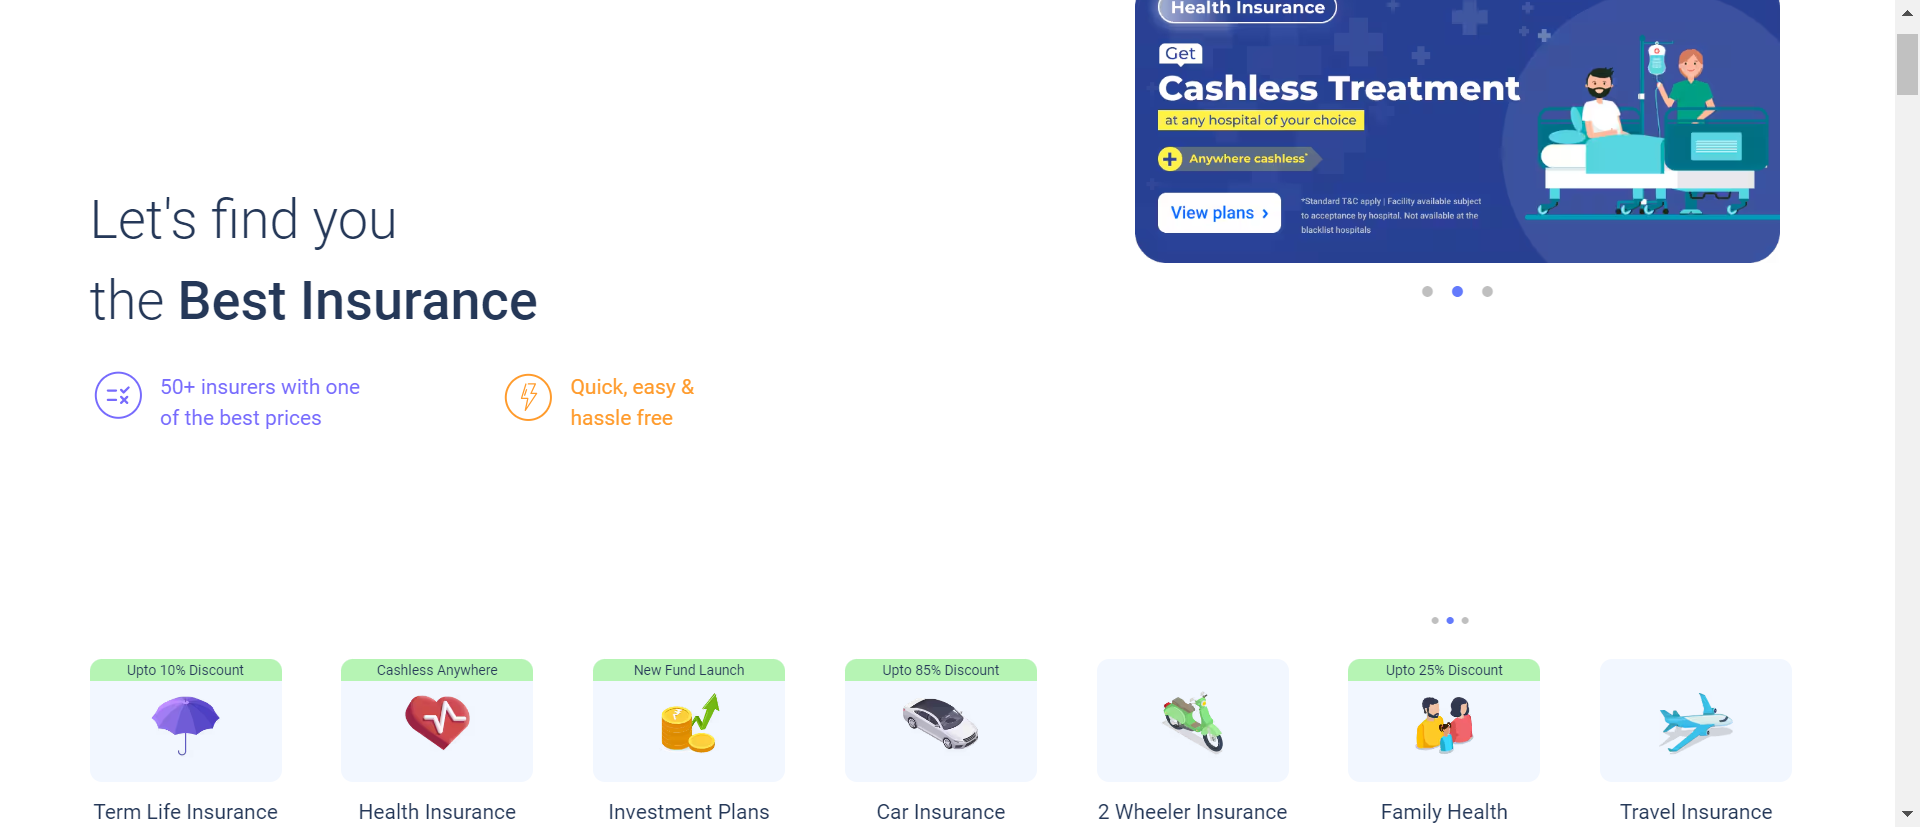 Health Insurance
Get
Cashless Treatment
at any hospital of your choice
Anywhere cashless*
View plans ›
*Standard T&C apply | Facility available subject
to acceptance by hospital. Not available at the
blacklist hospitals
Let's find you
the Best Insurance
50+ insurers with one
of the best prices
Quick, easy &
hassle free
Upto 10% Discount
Term Life Insurance
Cashless Anywhere
Health Insurance
New Fund Launch
Investment Plans
Upto 85% Discount
Car Insurance
2 Wheeler Insurance
Upto 25% Discount
Family Health
Travel Insurance